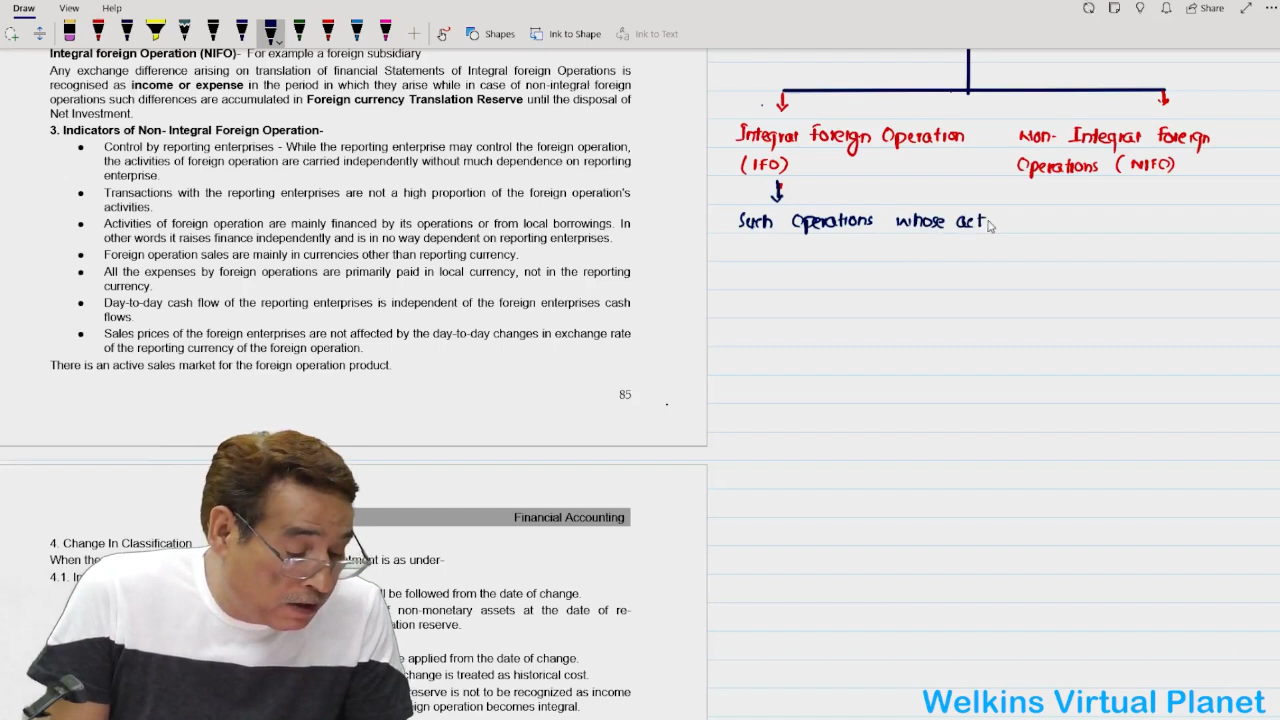 Draw View Help
Share
Shapes Ink to Shape Ink to Text
Integral foreign Operation (NIFO)- For example a foreign subsidiary
Any exchange difference arising on translation of financial Statements of Integral foreign Operations is
recognised as income or expense in the period in which they arise while in case of non-integral foreign
operations such differences are accumulated in Foreign currency Translation Reserve until the disposal of
Net Investment.
3. Indicators of Non- Integral Foreign Operation-
Control by reporting enterprises - While the reporting enterprise may control the foreign operation,
the activities of foreign operation are carried independently without much dependence on reporting
enterprise.
Transactions with the reporting enterprises are not a high proportion of the foreign operation's
activities.
Activities of foreign operation are mainly financed by its operations or from local borrowings. In
other words it raises finance independently and is in no way dependent on reporting enterprises.
Foreign operation sales are mainly in currencies other than reporting currency.
All the expenses by foreign operations are primarily paid in local currency, not in the reporting
currency.
Day-to-day cash flow of the reporting enterprises is independent of the foreign enterprises cash
flows.
Sales prices of the foreign enterprises are not affected by the day-to-day changes in exchange rate
of the reporting currency of the foreign operation.
There is an active sales market for the foreign operation product.
85
Financial Accounting
4. Change In Classification
When the tment is as under-
4.1. I ll be followed from the date of change.
f non-monetary assets at the date of re-
ation reserve.
e applied from the date of change.
change is treated as historical cost.
reserve is not to be recognized as income
ign operation becomes integral.
Integral Foreign Operation
(IFO)
Non- Integral Foreign
Operations (NIFO)
Such Operations whose act
Welkins Virtual Planet